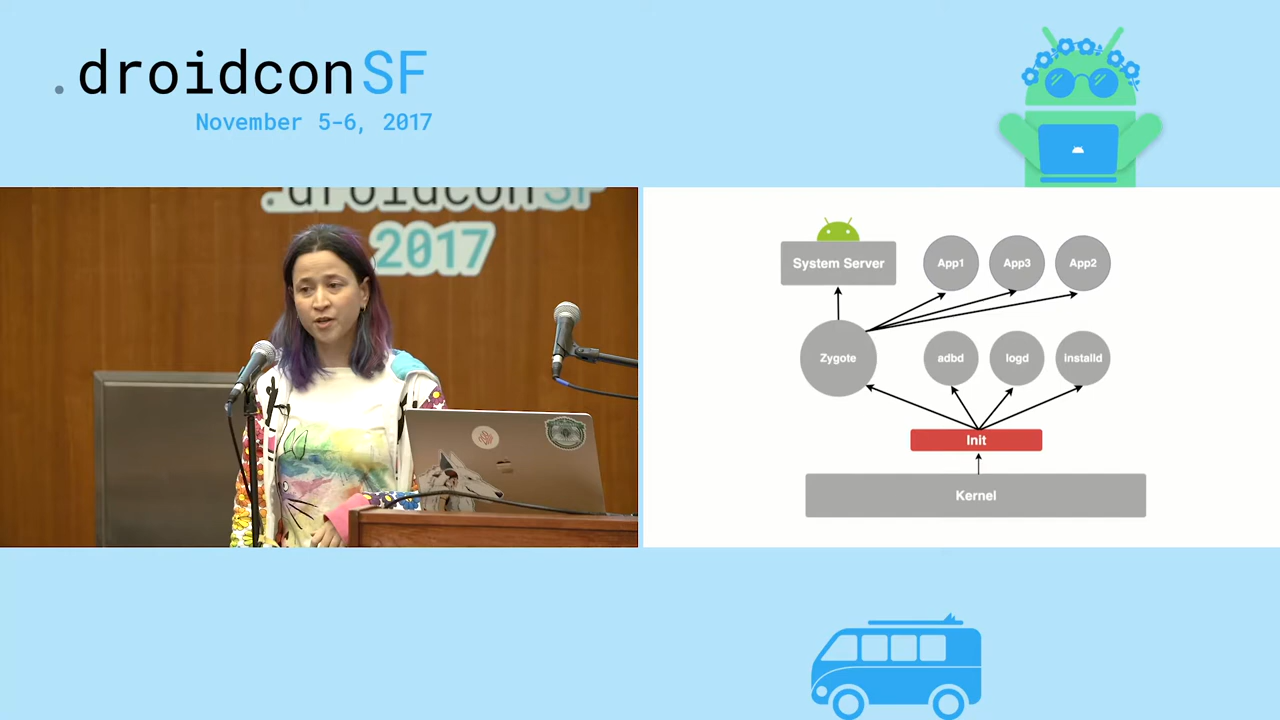 .droidconSF
November 5-6, 2017
.droidconSF
2017
System Server
App1
App3
App2
Zygote
adbd
logd
installd
Init
Kernel